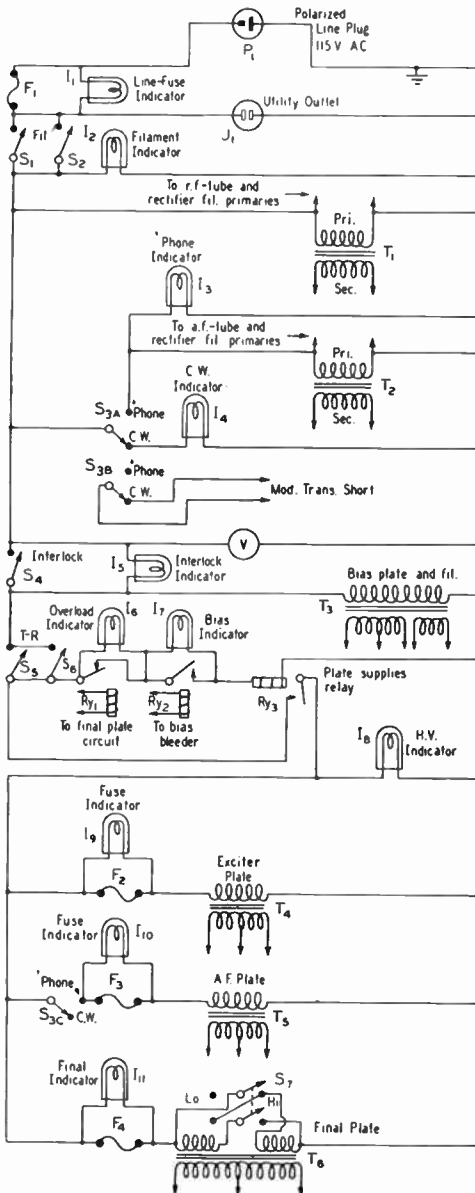 Polarized
Line Plug
115V AC
P1
F1
I1
Line-Fuse
Indicator
Utility Outlet
J1
Fil
I2
Filament
Indicator
S1
S2
To r.f.-tube and
rectifier fil. primaries
Pri.
T1
Sec.
'Phone
Indicator
I3
To a.f.-tube and
rectifier fil. primaries
Pri.
T2
Sec.
C.W.
Indicator
I4
S3A
'Phone
C.W.
S3B
'Phone
C.W.
Mod. Trans. Short
V
Interlock
S4
I5
Interlock
Indicator
Bias plate and fil.
T3
Overload
Indicator
I6
I7
Bias
Indicator
T-R
S5
S6
Ry1
Ry2
Ry3
Plate supplies
relay
To final plate
circuit
To bias
bleeder
I8
H.V.
Indicator
Fuse
Indicator
I9
F2
Exciter
Plate
T4
Fuse
Indicator
I10
'Phone
F3
A.F. Plate
T5
S3C
C.W.
Final
Indicator
I11
F4
Lo
S7
Hi
Final Plate
T6